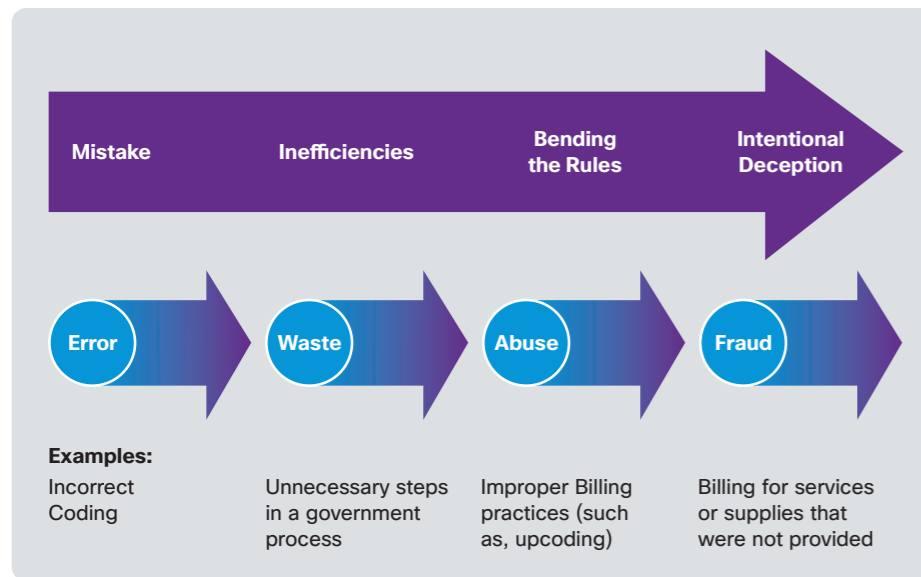 Mistake
Inefficiencies
Bending
the Rules
Intentional
Deception
Error
Waste
Abuse
Fraud
Examples:
Incorrect
Coding
Unnecessary steps
in a government
process
Improper Billing
practices (such
as, upcoding)
Billing for services
or supplies that
were not provided